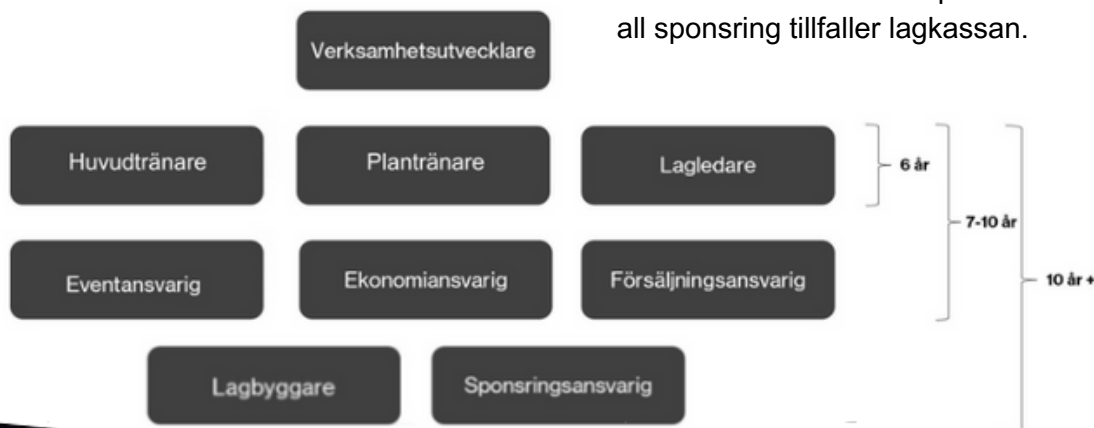 all sponsring tillfaller lagkassan.
Verksamhetsutvecklare
Huvudtränare
Plantränare
Lagledare
6 år
7-10 år
Eventansvarig
Ekonomiansvarig
Försäljningsansvarig
10 år +
Lagbyggare
Sponsringsansvarig